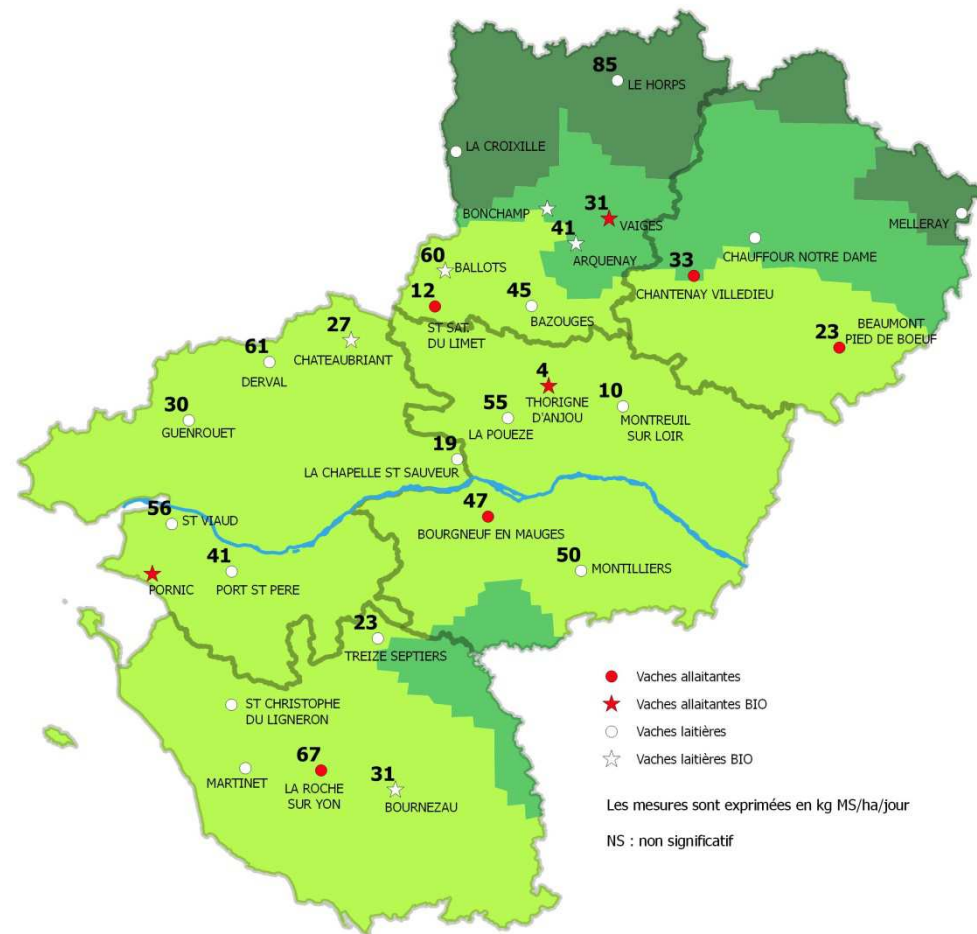 85
LE HORPS
LA CROIXILLE
BONCHAMP
31
VAIGES
41
ARQUENAY
MELLERAY
CHAUFFOUR NOTRE DAME
60
BALLOTS
33
CHANTENAY VILLEDIEU
12
ST SAT.
DU LIMET
45
BAZOUGES
23
BEAUMONT
PIED DE BOEUF
27
CHATEAUBRIANT
61
DERVAL
4
THORIGNE
D'ANJOU
10
MONTREUIL
SUR LOIR
55
LA POUEZE
30
GUENROUET
19
LA CHAPELLE ST SAUVEUR
56
ST VIAUD
47
BOURGNEUF EN MAUGES
PORNIC
41
PORT ST PERE
50
MONTILLIERS
23
TREIZE SEPTIERS
ST CHRISTOPHE
DU LIGNERON
MARTINET
67
LA ROCHE
SUR YON
31
BOURNEZAU
Vaches allaitantes
Vaches allaitantes BIO
Vaches laitières
Vaches laitières BIO
Les mesures sont exprimées en kg MS/ha/jour
NS : non significatif